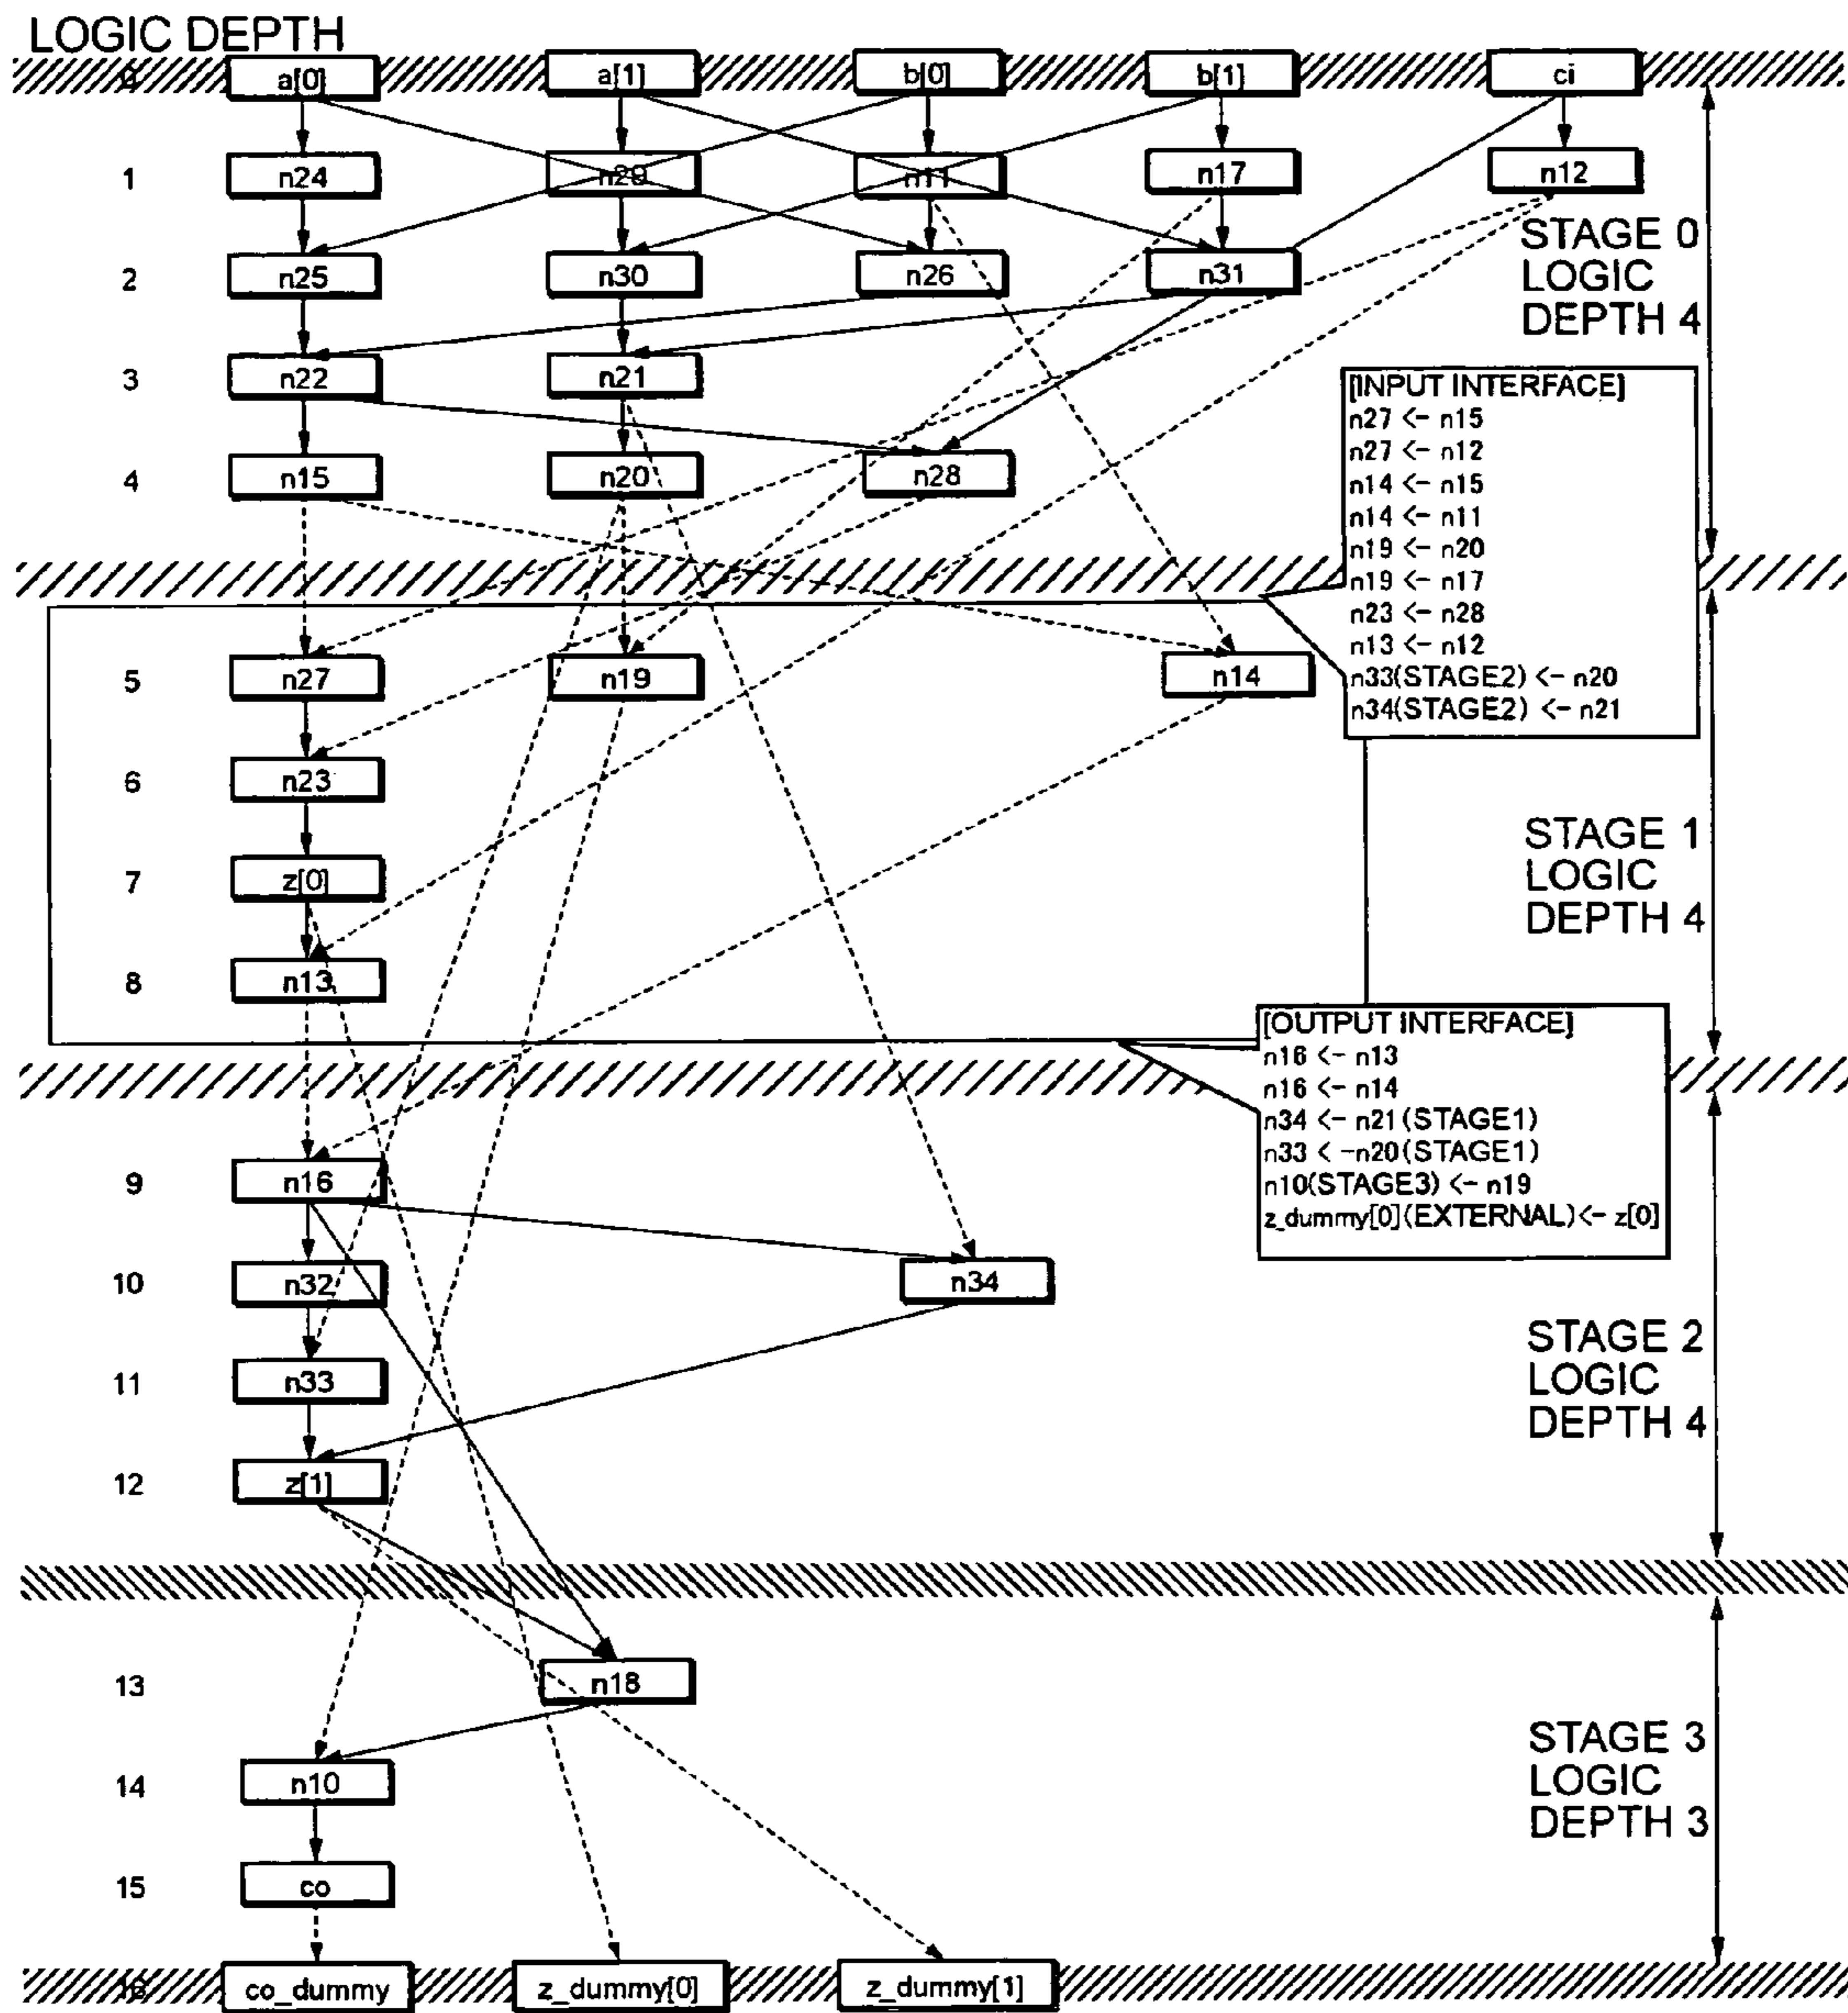 LOGIC DEPTH
0 a[0] a[1] b[0] b[1] ci
1 n24 n29 n11 n17 n12
STAGE 0
LOGIC
DEPTH 4
2 n25 n30 n26 n31
3 n22 n21
4 n15 n20 n28
[INPUT INTERFACE]
n27 <- n15
n27 <- n12
n14 <- n15
n14 <- n11
n19 <- n20
n19 <- n17
n23 <- n28
n13 <- n12
n33(STAGE2) <- n20
n34(STAGE2) <- n21
5 n27 n19 n14
6 n23
STAGE 1
LOGIC
DEPTH 4
7 z[0]
8 n13
[OUTPUT INTERFACE]
n16 <- n13
n16 <- n14
n34 <- n21(STAGE1)
n33 < -n20(STAGE1)
n10(STAGE3) <- n19
z_dummy[0](EXTERNAL)<- z[0]
9 n16
10 n32 n34
STAGE 2
LOGIC
DEPTH 4
11 n33
12 z[1]
13 n18
STAGE 3
LOGIC
DEPTH 3
14 n10
15 co
16 co_dummy z_dummy[0] z_dummy[1]